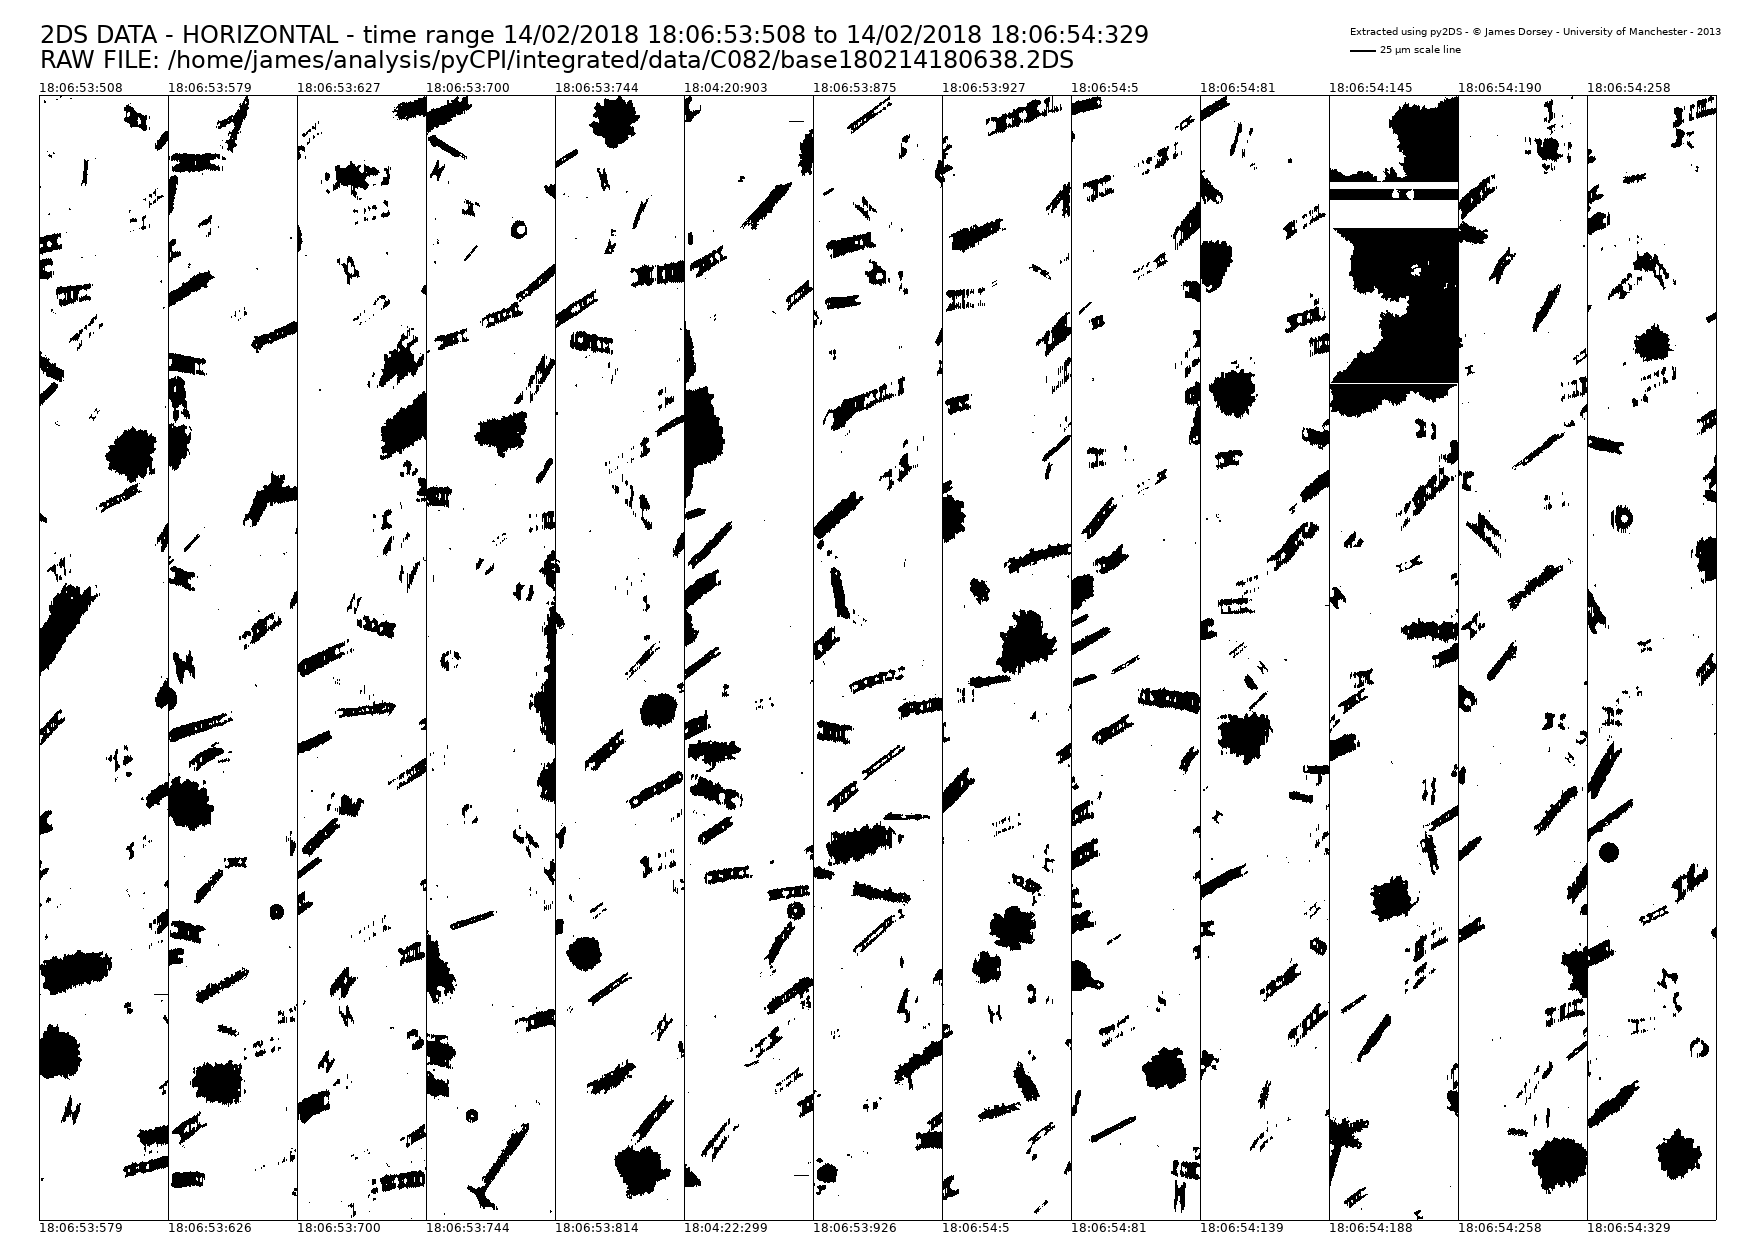 2DS DATA - HORIZONTAL - time range 14/02/2018 18:06:53:508 to 14/02/2018 18:06:54:329
RAW FILE: /home/james/analysis/pyCPI/integrated/data/C082/base180214180638.2DS
Extracted using py2DS - © James Dorsey - University of Manchester - 2013
25 µm scale line
18:06:53:508 18:06:53:579 18:06:53:627 18:06:53:700 18:06:53:744 18:04:20:903 18:06:53:875 18:06:53:927 18:06:54:5 18:06:54:81 18:06:54:145 18:06:54:190 18:06:54:258
18:06:53:579 18:06:53:626 18:06:53:700 18:06:53:744 18:06:53:814 18:04:22:299 18:06:53:926 18:06:54:5 18:06:54:81 18:06:54:139 18:06:54:188 18:06:54:258 18:06:54:329